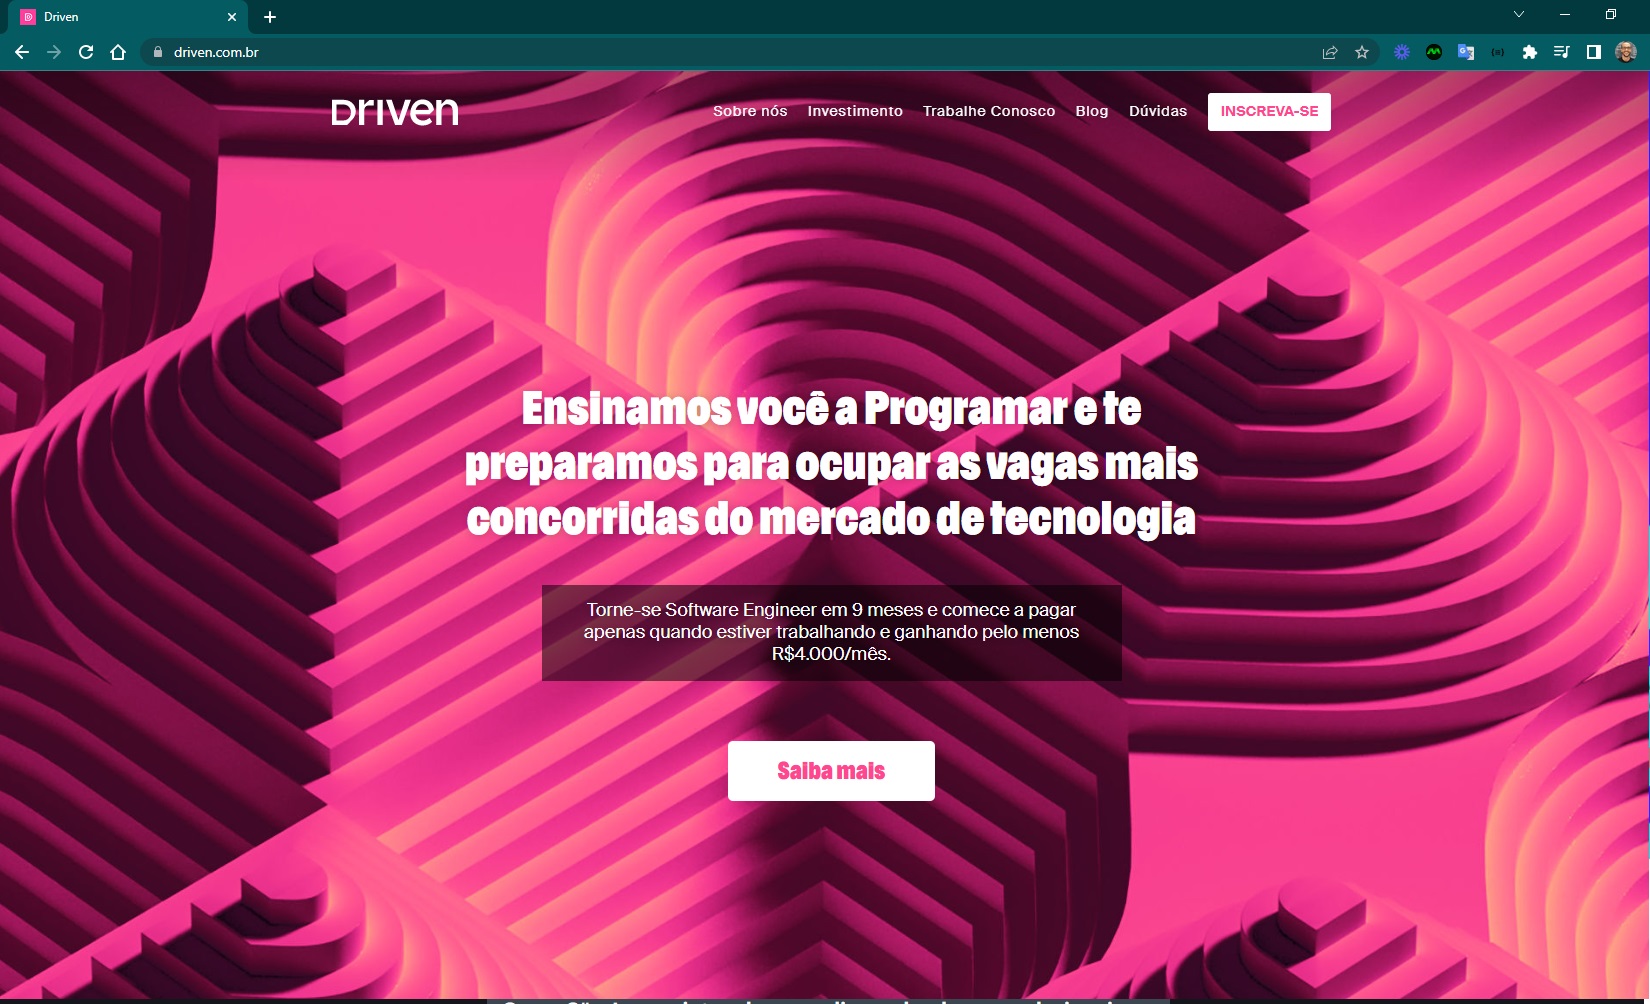 Driven
driven.com.br
Driven
Sobre nós
Investimento
Trabalhe Conosco
Blog
Dúvidas
INSCREVA-SE
Ensinamos você a Programar e te
preparamos para ocupar as vagas mais
concorridas do mercado de tecnologia
Torne-se Software Engineer em 9 meses e comece a pagar
apenas quando estiver trabalhando e ganhando pelo menos
R$4.000/mês.
Saiba mais